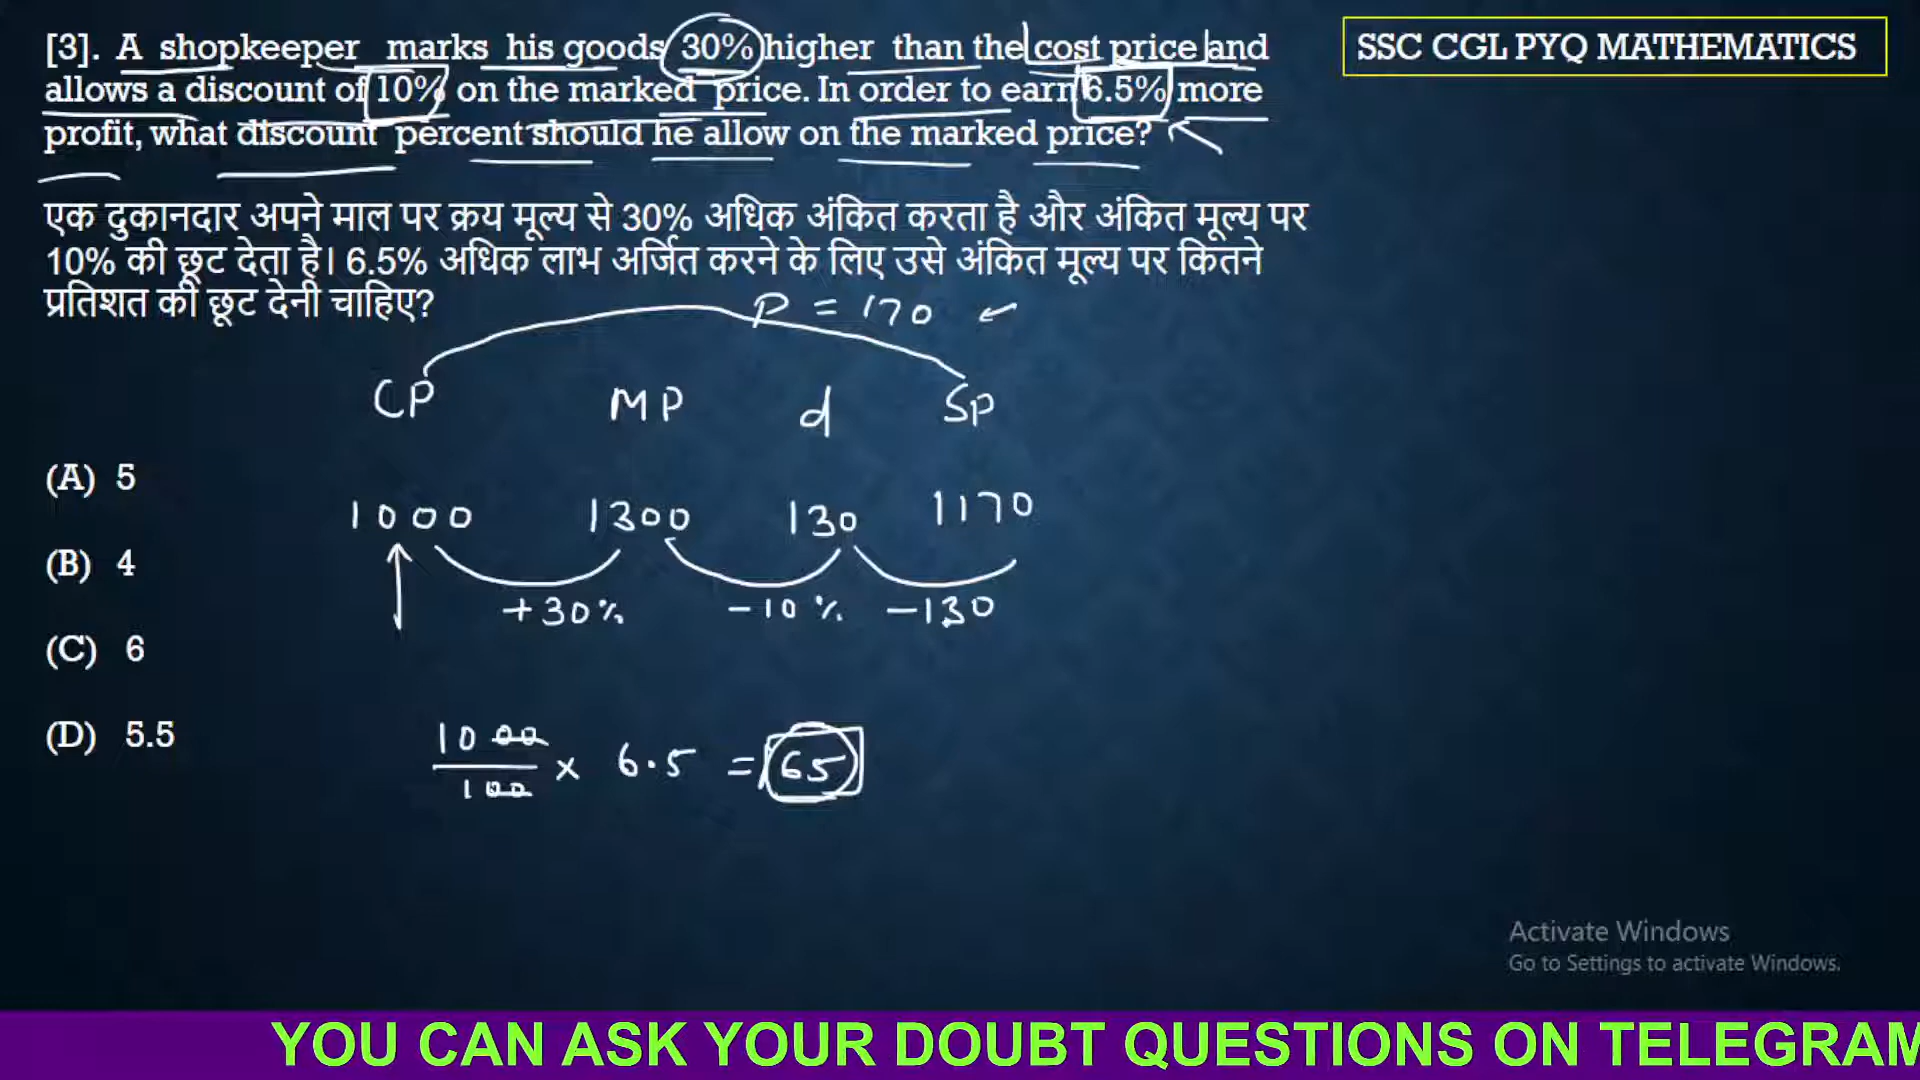 [3]. A shopkeeper marks his goods 30% higher than the cost price and
SSC CGL PYQ MATHEMATICS
allows a discount of 10% on the marked price. In order to earn 6.5% more
profit, what discount percent should he allow on the marked price?
एक दुकानदार अपने माल पर क्रय मूल्य से 30% अधिक अंकित करता है और अंकित मूल्य पर
10% की छूट देता है। 6.5% अधिक लाभ अर्जित करने के लिए उसे अंकित मूल्य पर कितने
प्रतिशत की छूट देनी चाहिए?
P = 170
CP MP d SP
(A) 5
1000 1300 130 1170
(B) 4
+30% -10% -130
(C) 6
(D) 5.5
1000/100 × 6.5 = 65
Activate Windows
Go to Settings to activate Windows.
YOU CAN ASK YOUR DOUBT QUESTIONS ON TELEGRAM